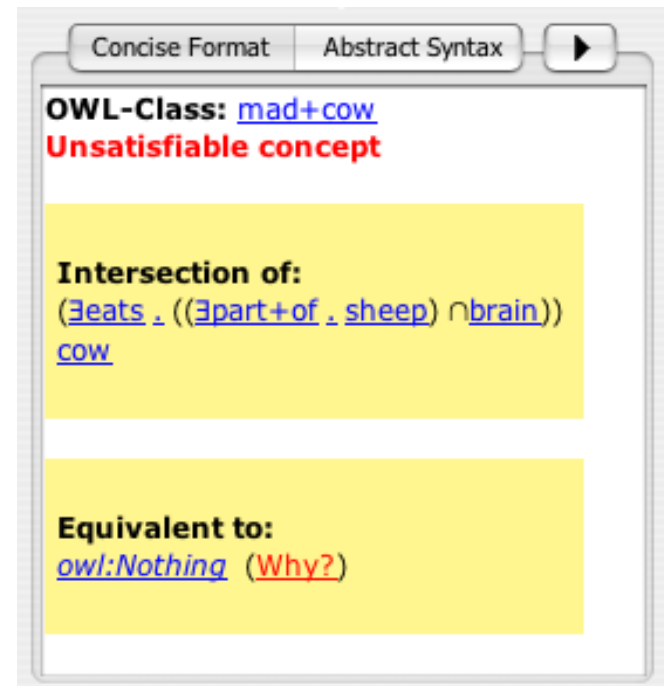 Concise Format Abstract Syntax
OWL-Class: mad+cow
Unsatisfiable concept
Intersection of:
(∃eats . ((∃part+of . sheep) ∩brain))
cow
Equivalent to:
owl:Nothing (Why?)